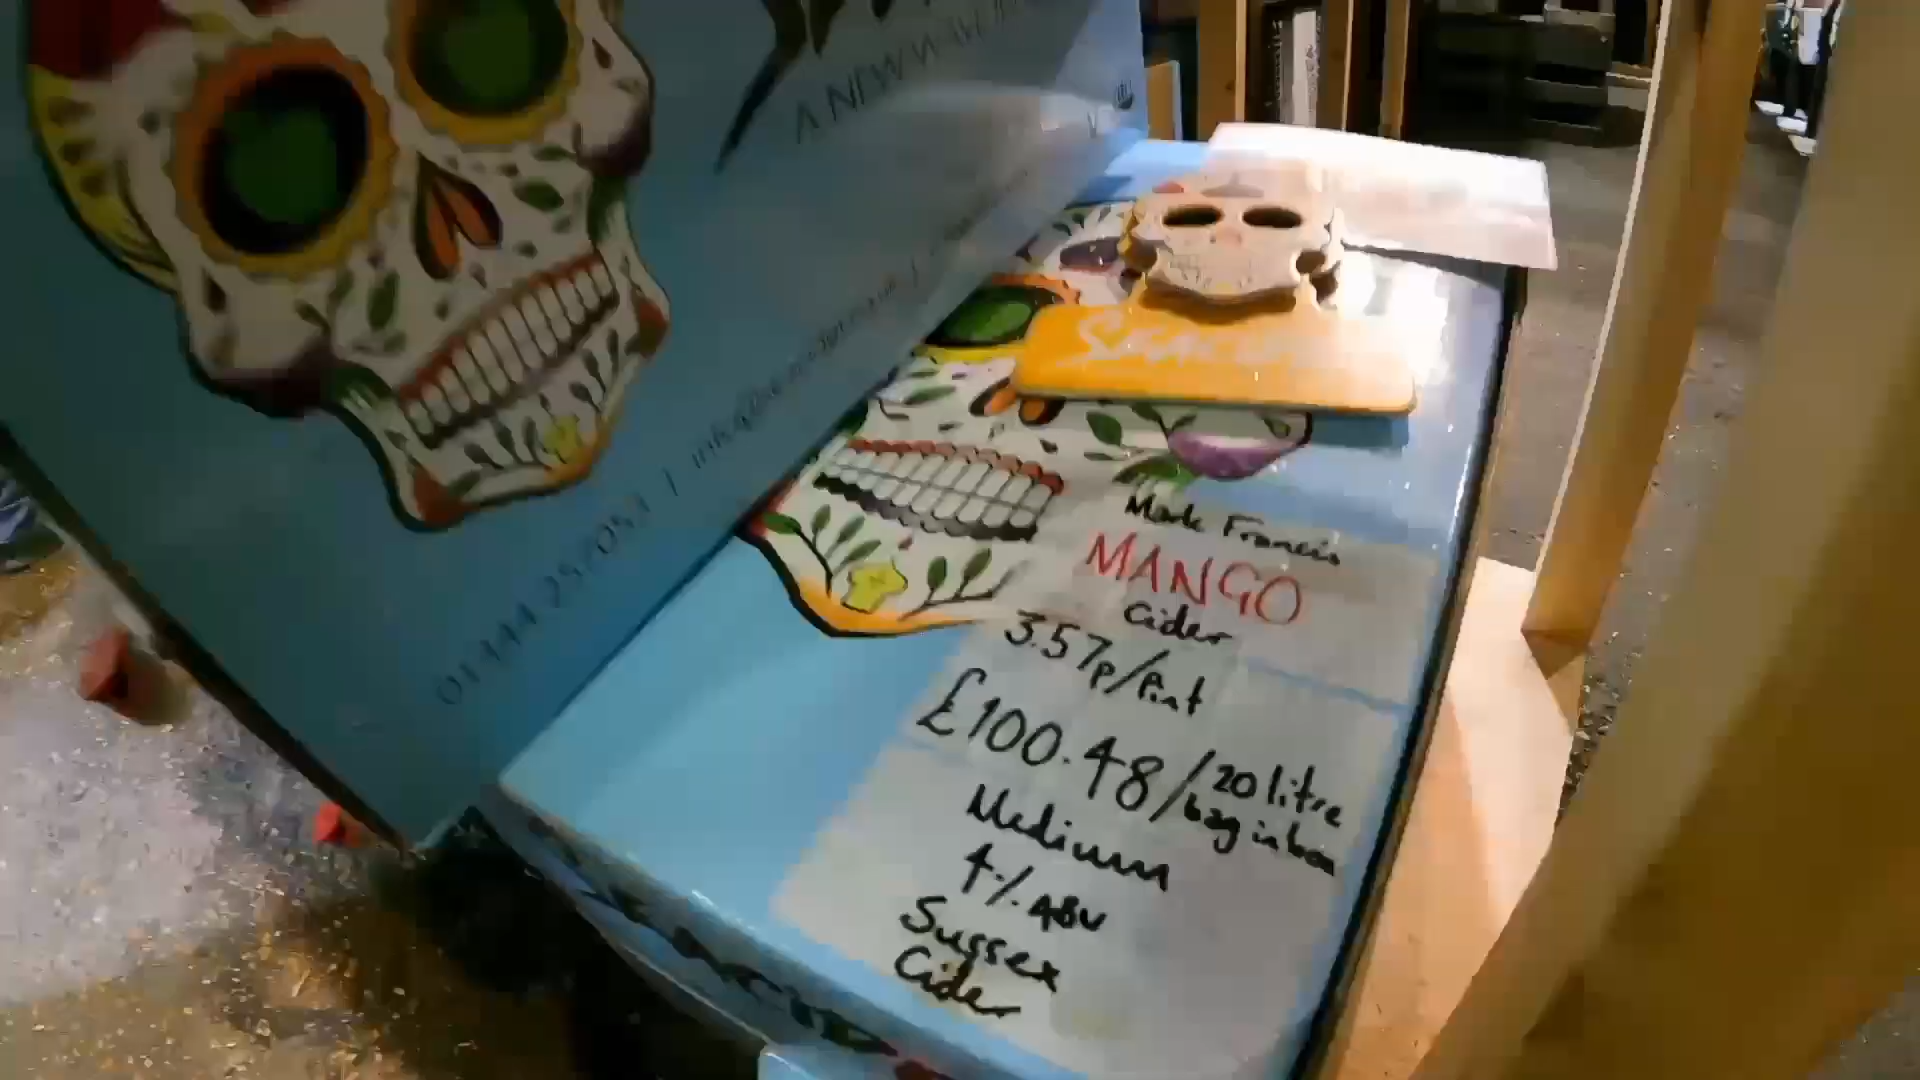 A NEW WAVE
Mark Francis
MANGO
Cider
3.57p/Pint
£100.48/20 litre
bag in box
Medium
4% ABV
Sussex
Cider